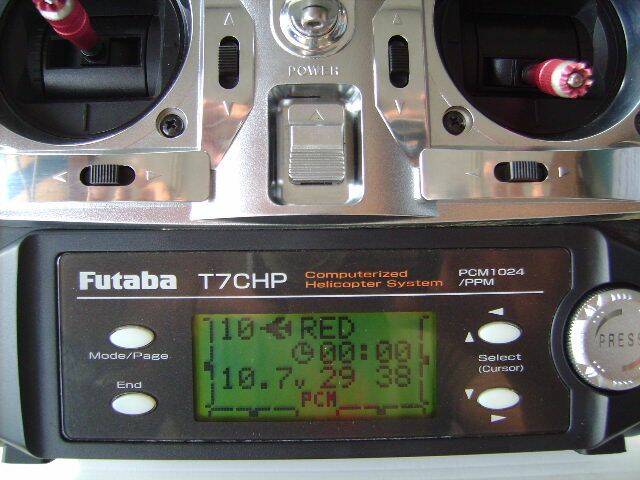 POWER
Futaba T7CHP Computerized Helicopter System PCM1024 /PPM
Mode/Page
End
Select (Cursor)
PRESS
10 RED
00:00
10.7v 29 38
PCM